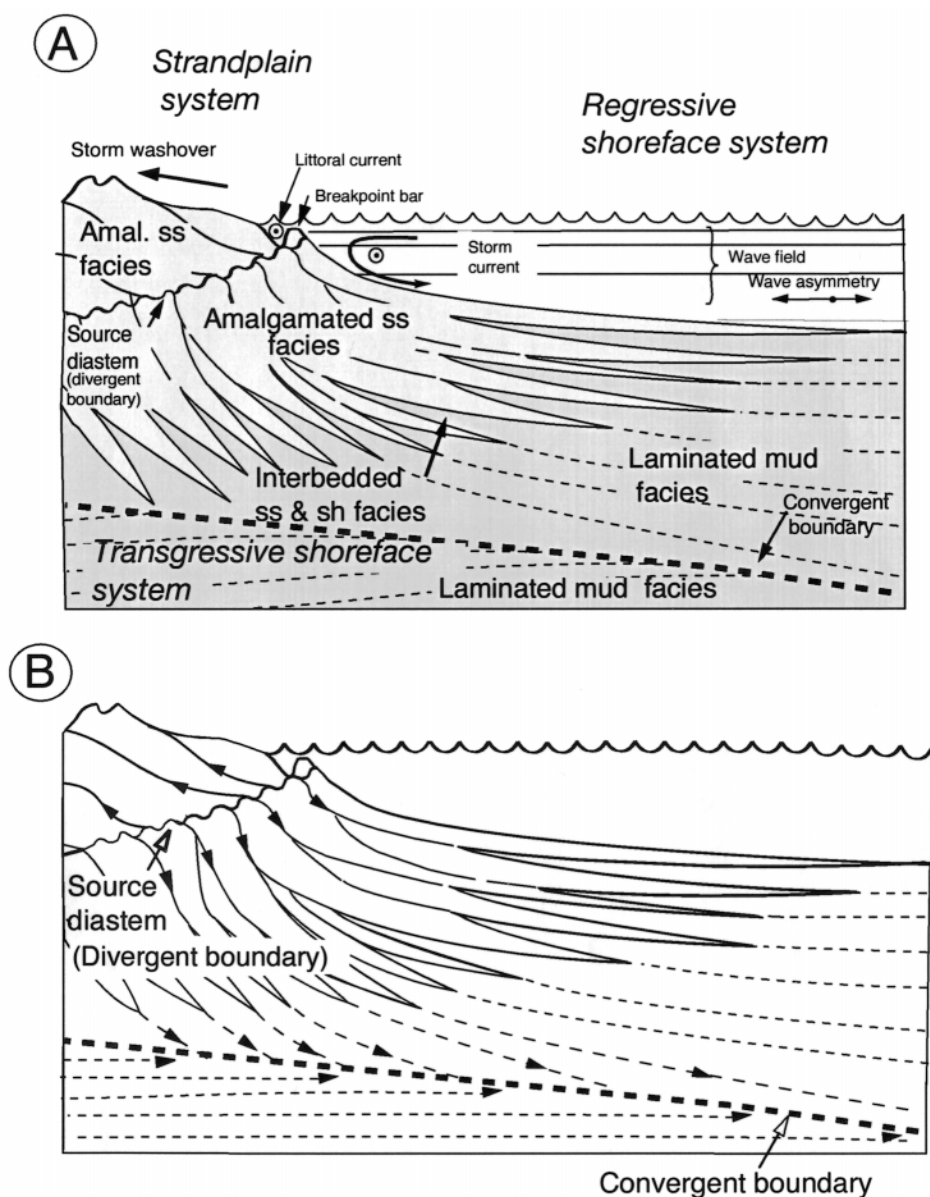 A
Strandplain
system
Regressive
shoreface system
Storm washover
Littoral current
Breakpoint bar
Amal. ss
facies
Storm
current
Wave field
Wave asymmetry
Source
diastem
(divergent
boundary)
Amalgamated ss
facies
Interbedded
ss & sh facies
Laminated mud
facies
Convergent
boundary
Transgressive shoreface
system
Laminated mud facies
B
Source
diastem
(Divergent boundary)
Convergent boundary